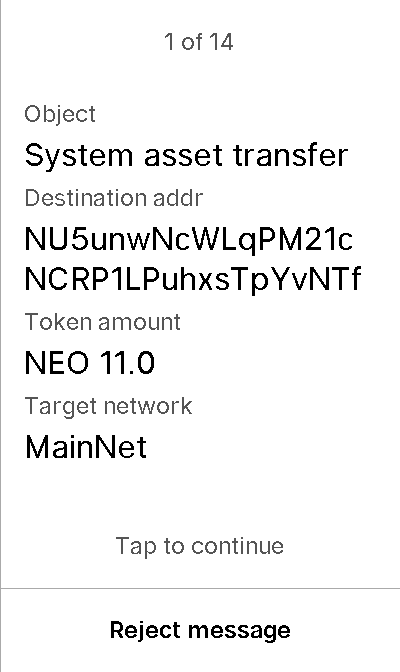 1 of 14
Object
System asset transfer
Destination addr
NU5unwNcWLqPM21c
NCRP1LPuhxsTpYvNTf
Token amount
NEO 11.0
Target network
MainNet
Tap to continue
Reject message